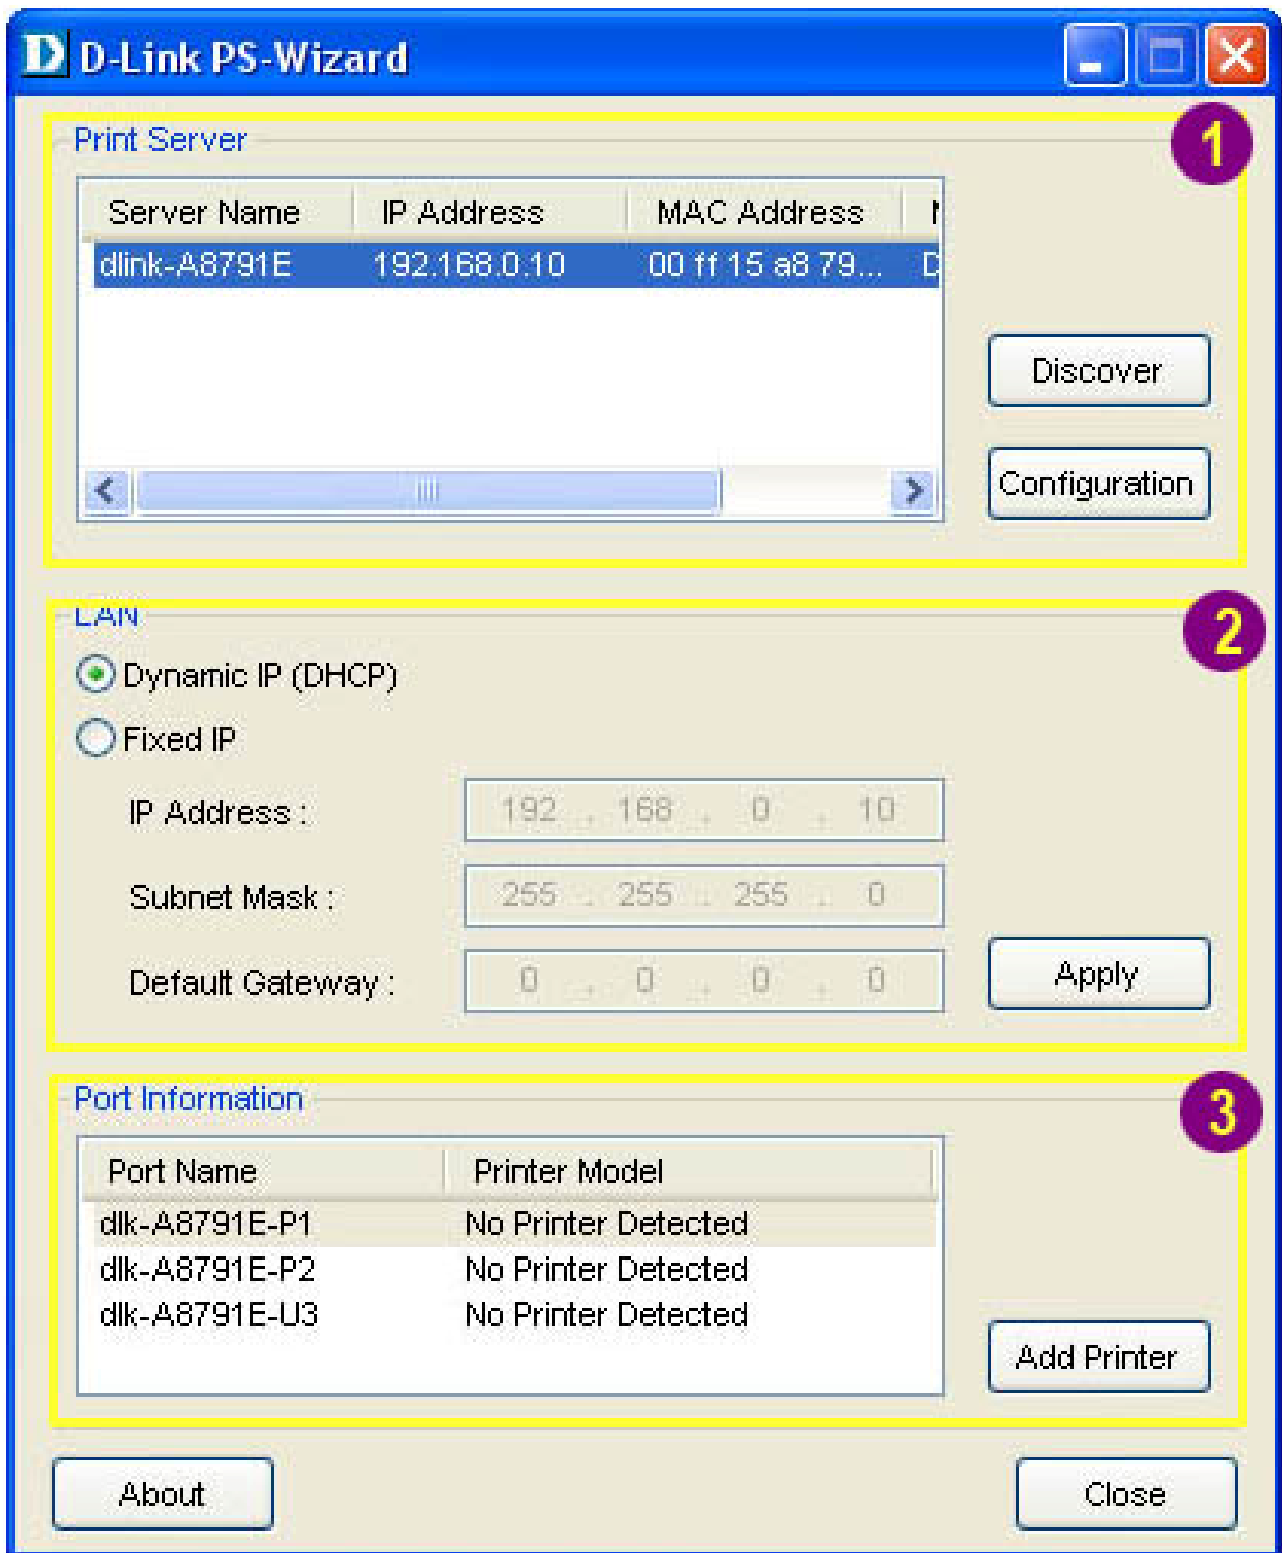 D D-Link PS-Wizard
Print Server
1
Server Name IP Address MAC Address
dlink-A8791E 192.168.0.10 00 ff 15 a8 79... D
Discover
Configuration
LAN
2
Dynamic IP (DHCP)
Fixed IP
IP Address : 192 . 168 . 0 . 10
Subnet Mask : 255 . 255 . 255 . 0
Default Gateway : 0 . 0 . 0 . 0
Apply
Port Information
3
Port Name Printer Model
dlk-A8791E-P1 No Printer Detected
dlk-A8791E-P2 No Printer Detected
dlk-A8791E-U3 No Printer Detected
Add Printer
About Close